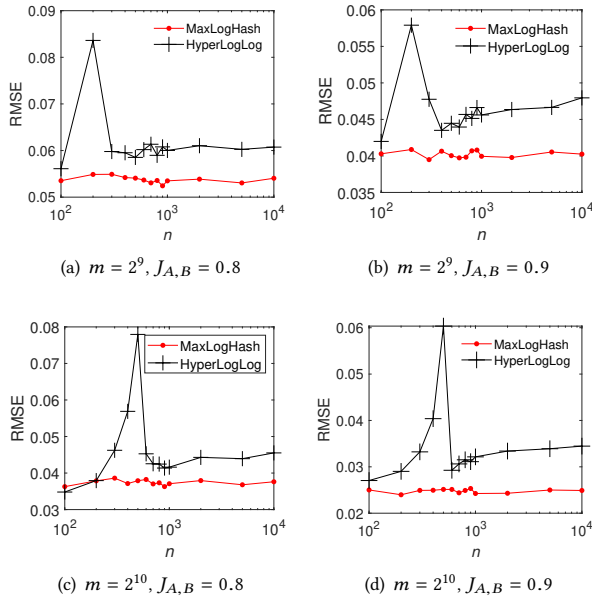 0.09
0.08
0.07
0.06
0.05
RMSE
MaxLogHash
HyperLogLog
10^2
10^3
10^4
n
(a) m = 2^9, J_{A,B} = 0.8
0.06
0.055
0.05
0.045
0.04
0.035
RMSE
MaxLogHash
HyperLogLog
10^2
10^3
10^4
n
(b) m = 2^9, J_{A,B} = 0.9
0.08
0.07
0.06
0.05
0.04
0.03
RMSE
MaxLogHash
HyperLogLog
10^2
10^3
10^4
n
(c) m = 2^{10}, J_{A,B} = 0.8
0.06
0.05
0.04
0.03
0.02
RMSE
MaxLogHash
HyperLogLog
10^2
10^3
10^4
n
(d) m = 2^{10}, J_{A,B} = 0.9